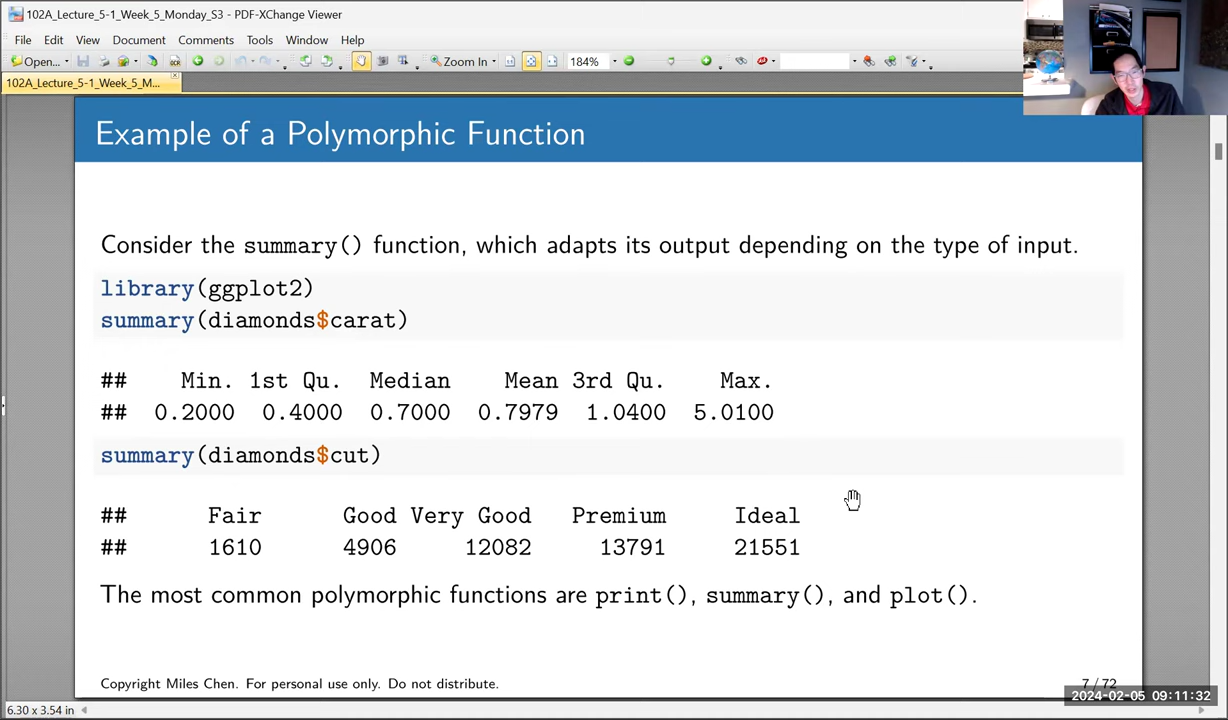 102A_Lecture_5-1_Week_5_Monday_S3 - PDF-XChange Viewer
File Edit View Document Comments Tools Window Help
Open... Zoom In 184%
102A_Lecture_5-1_Week_5_M...
Example of a Polymorphic Function
Consider the summary() function, which adapts its output depending on the type of input.
library(ggplot2)
summary(diamonds$carat)
## Min. 1st Qu. Median Mean 3rd Qu. Max.
## 0.2000 0.4000 0.7000 0.7979 1.0400 5.0100
summary(diamonds$cut)
## Fair Good Very Good Premium Ideal
## 1610 4906 12082 13791 21551
The most common polymorphic functions are print(), summary(), and plot().
Copyright Miles Chen. For personal use only. Do not distribute.
7 / 72
2024-02-05 09:11:32
6.30 x 3.54 in